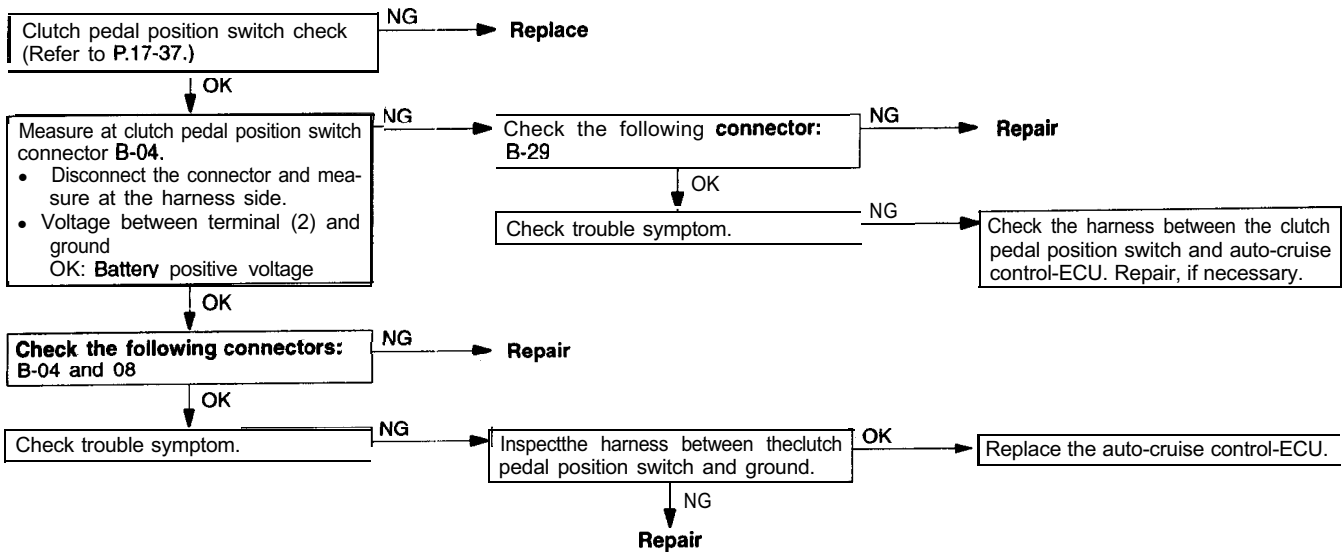 Clutch pedal position switch check
(Refer to P.17-37.)
NG
Replace
OK
Measure at clutch pedal position switch
connector B-04.
• Disconnect the connector and mea-
sure at the harness side.
• Voltage between terminal (2) and
ground
OK: Battery positive voltage
NG
Check the following connector:
B-29
NG
Repair
OK
Check trouble symptom.
NG
Check the harness between the clutch
pedal position switch and auto-cruise
control-ECU. Repair, if necessary.
OK
Check the following connectors:
B-04 and 08
NG
Repair
OK
Check trouble symptom.
NG
Inspectthe harness between theclutch
pedal position switch and ground.
OK
Replace the auto-cruise control-ECU.
NG
Repair